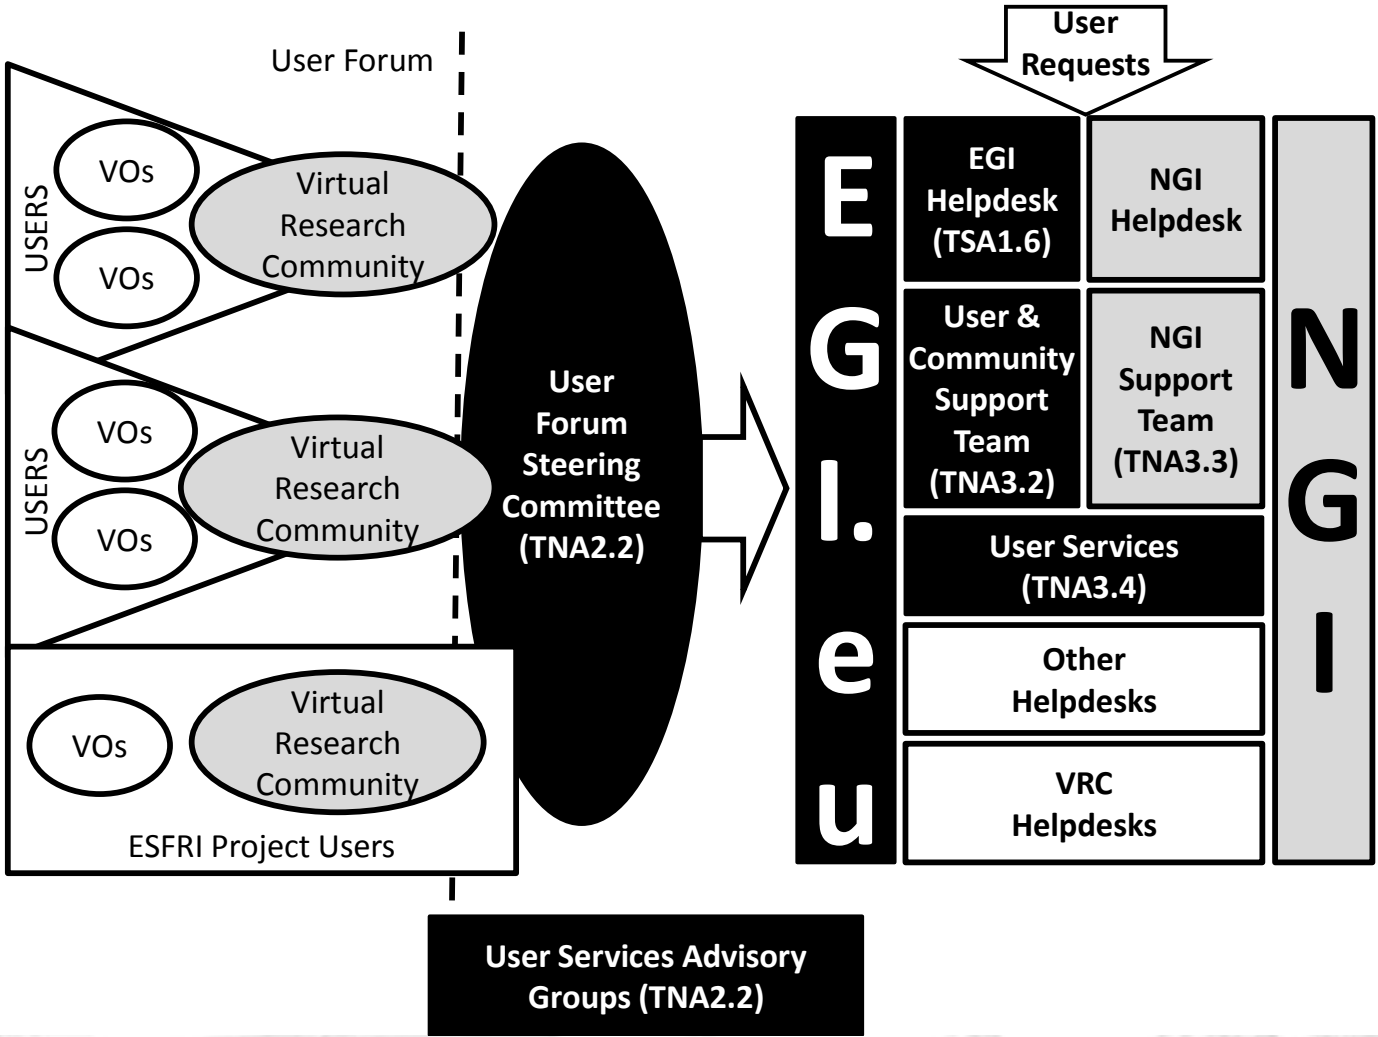 User Forum
USERS
VOs
VOs
Virtual
Research
Community
USERS
VOs
VOs
Virtual
Research
Community
VOs
Virtual
Research
Community
ESFRI Project Users
User
Forum
Steering
Committee
(TNA2.2)
User Services Advisory
Groups (TNA2.2)
User
Requests
E
G
I.
e
u
EGI
Helpdesk
(TSA1.6)
NGI
Helpdesk
User &
Community
Support
Team
(TNA3.2)
NGI
Support
Team
(TNA3.3)
User Services
(TNA3.4)
Other
Helpdesks
VRC
Helpdesks
N
G
I